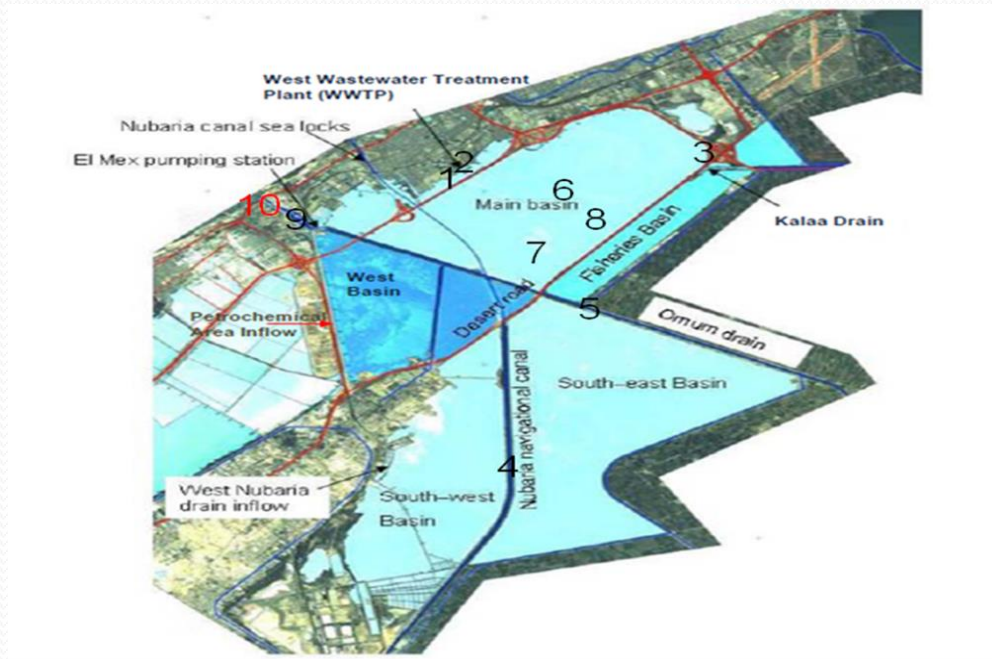 West Wastewater Treatment
Plant (WWTP)
Nubaria canal sea locks
El Mex pumping station
2
1
3
6
Main basin
8
10
9
7
Kalaa Drain
Fisheries Basin
West
Basin
Desert road
5
Petrochemical
Area Inflow
Omum drain
South-east Basin
Nubaria navigational canal
4
West Nubaria
drain inflow
South-west
Basin